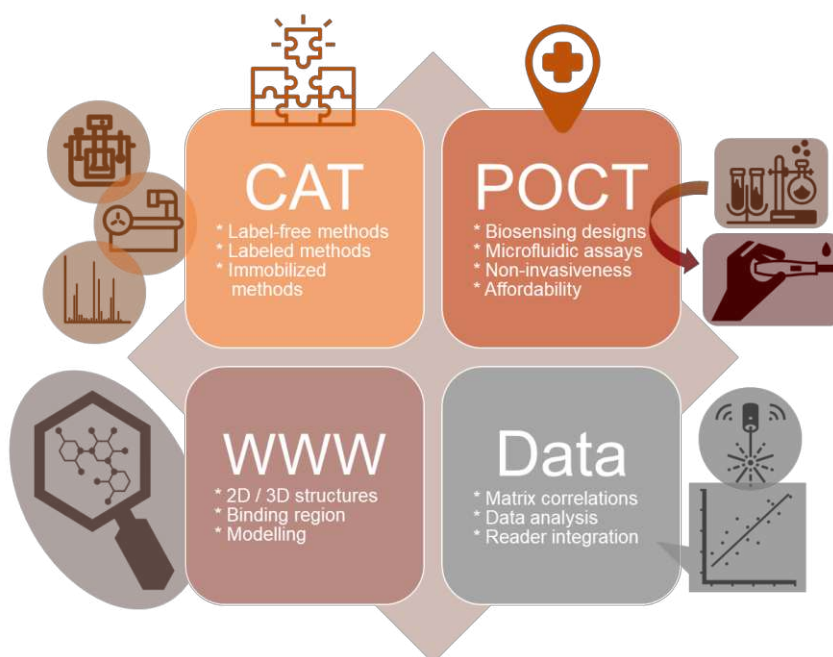 CAT
* Label-free methods
* Labeled methods
* Immobilized
methods
POCT
* Biosensing designs
* Microfluidic assays
* Non-invasiveness
* Affordability
WWW
* 2D / 3D structures
* Binding region
* Modelling
Data
* Matrix correlations
* Data analysis
* Reader integration